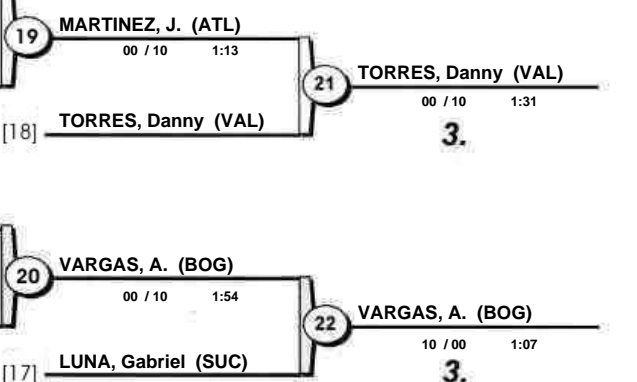 MARTINEZ, J. (ATL)
19
00 / 10 1:13
21
TORRES, Danny (VAL)
00 / 10 1:31
3.
[18] TORRES, Danny (VAL)
VARGAS, A. (BOG)
20
00 / 10 1:54
22
VARGAS, A. (BOG)
10 / 00 1:07
3.
[17] LUNA, Gabriel (SUC)